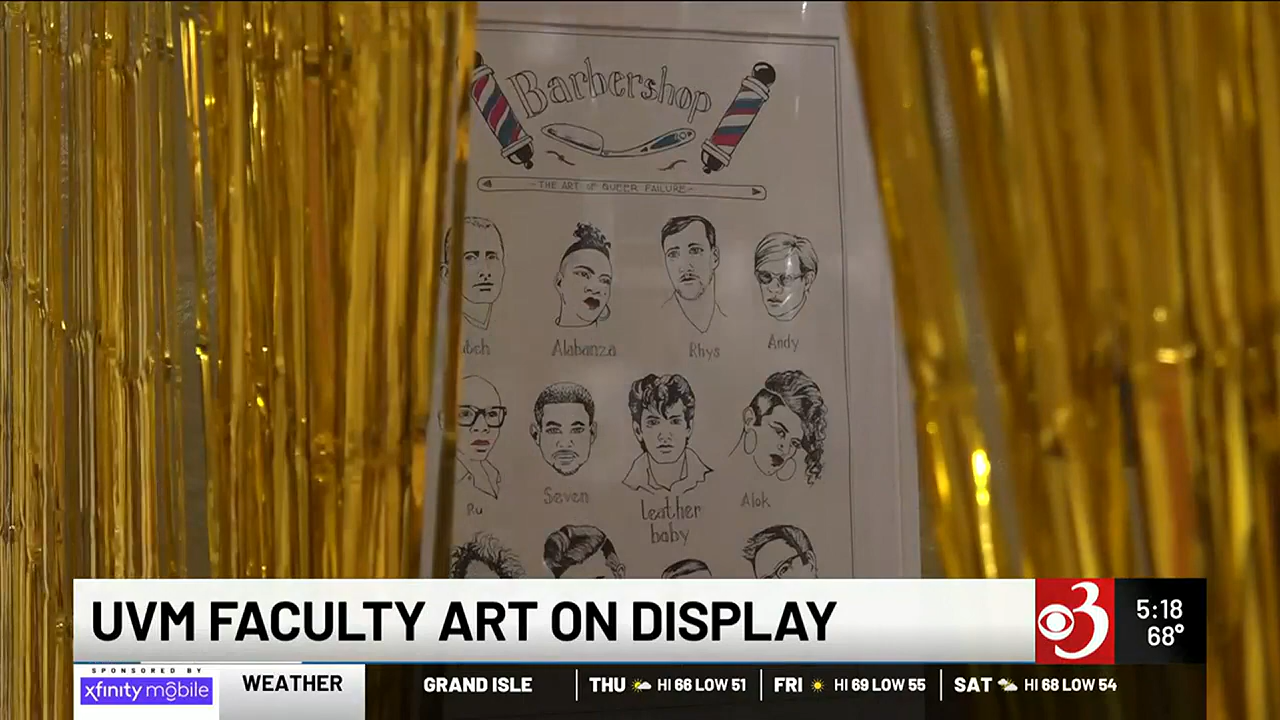 Barbershop
THE ART OF QUEER FAILURE
Alabanza
Rhys
Andy
Ru
Seven
Leather
baby
Alok
UVM FACULTY ART ON DISPLAY
3
5:18
68°
SPONSORED BY
xfinity mobile
WEATHER
GRAND ISLE
THU HI 66 LOW 51
FRI HI 69 LOW 55
SAT HI 68 LOW 54